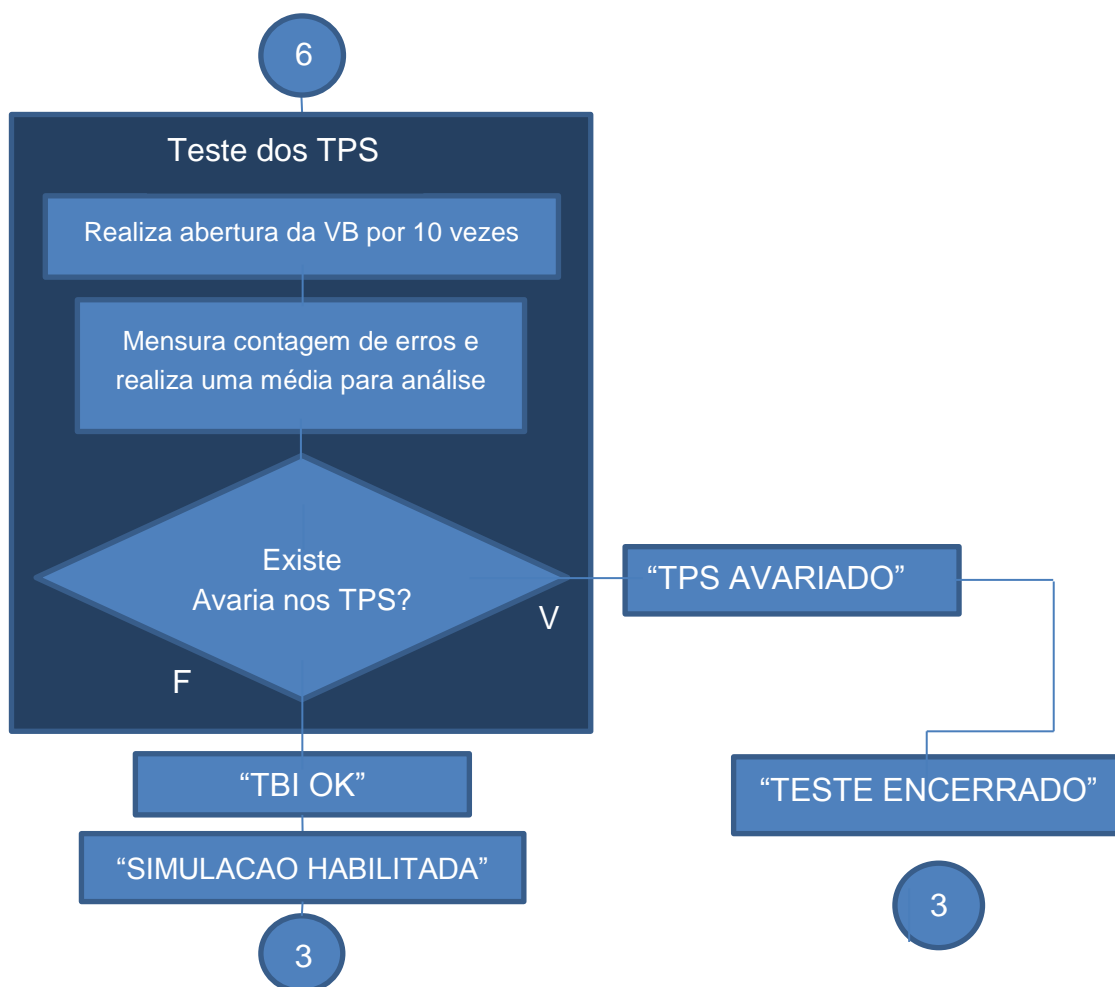 6
Teste dos TPS
Realiza abertura da VB por 10 vezes
Mensura contagem de erros e
realiza uma média para análise
Existe
Avaria nos TPS?
V
F
“TPS AVARIADO”
“TBI OK”
“TESTE ENCERRADO”
“SIMULACAO HABILITADA”
3
3